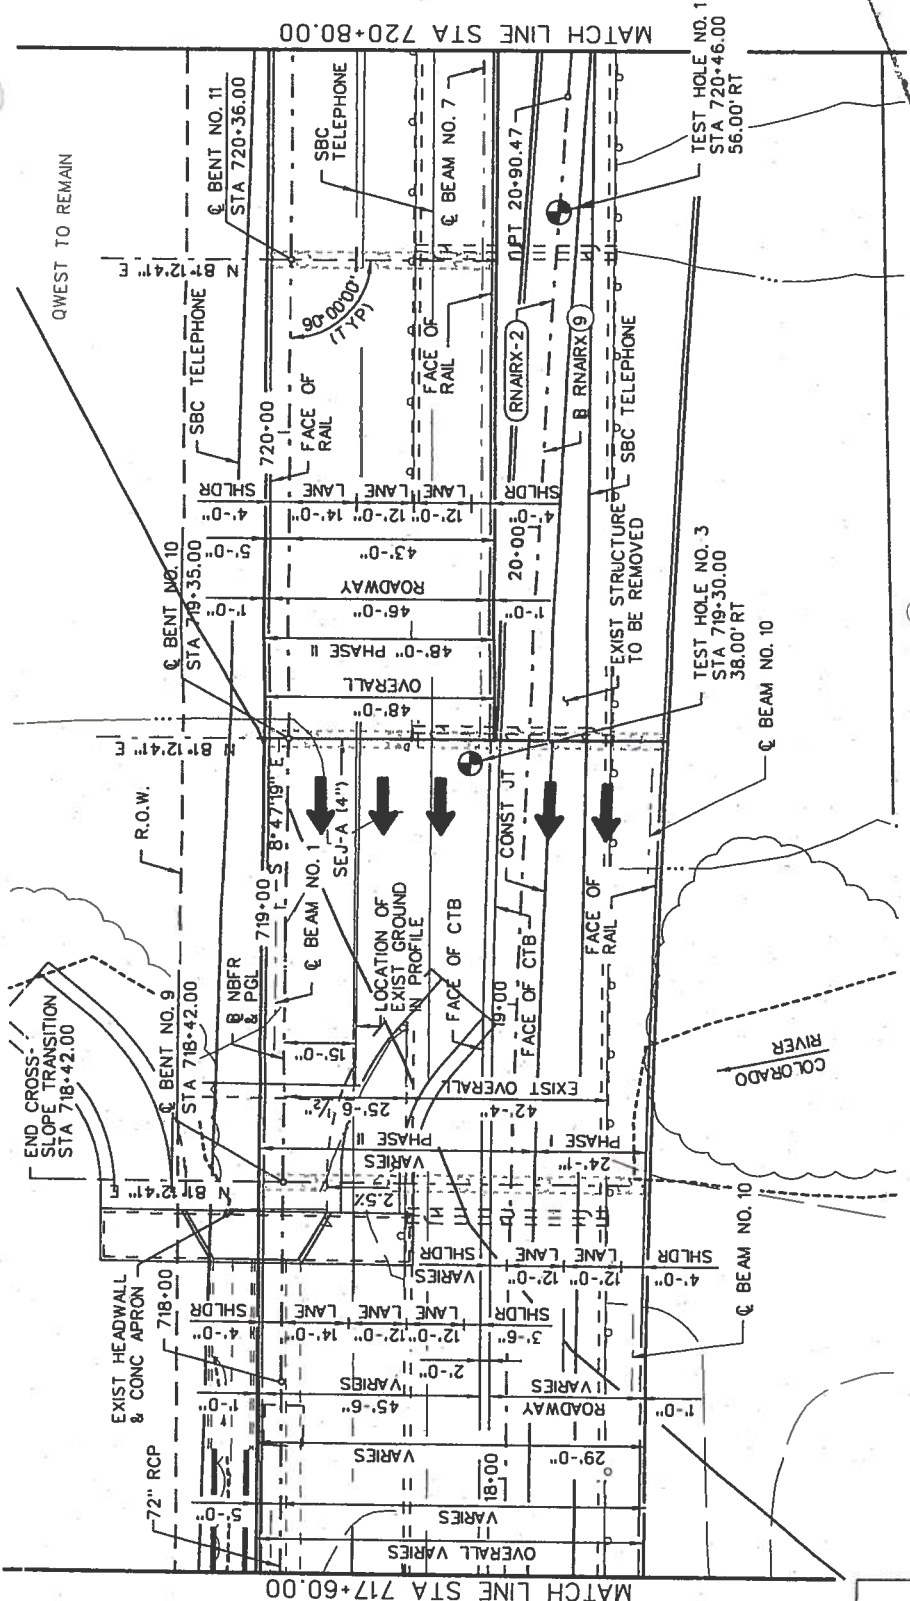 MATCH LINE STA 720+80.00
QWEST TO REMAIN
℄ BENT NO. 11
STA 720+36.00
N 81°12'41" E
SBC TELEPHONE
SBC
TELEPHONE
℄ BEAM NO. 7
PT 20+90.47
TEST HOLE NO. 1
STA 720+46.00
56.00' RT
90°00'00"
(TYP)
720+00
FACE OF
RAIL
FACE OF
RAIL
RNAIRX-2
B RNAIRX 9
SBC TELEPHONE
4'-0"
SHLDR
14'-0"
LANE
12'-0"
LANE
12'-0"
LANE
4'-0"
SHLDR
5'-0"
43'-0"
20+00
1'-0"
46'-0"
ROADWAY
1'-0"
48'-0" PHASE II
48'-0"
OVERALL
EXIST STRUCTURE
TO BE REMOVED
TEST HOLE NO. 3
STA 719+30.00
38.00' RT
℄ BENT NO. 10
STA 719+35.00
N 81°12'41" E
℄ BEAM NO. 10
R.O.W.
S 8°47'19" E
SEJ-A (4")
CONST JT
719+00
℄ BEAM NO. 1
LOCATION OF
EXIST GROUND
IN PROFILE
FACE OF CTB
19+00
FACE OF CTB
FACE OF
RAIL
B NBFR
& PGL
15'-0"
COLORADO
RIVER
END CROSS-
SLOPE TRANSITION
STA 718+42.00
℄ BENT NO. 9
STA 718+42.00
N 81°12'41" E
25'-6 1/2"
42'-4"
EXIST OVERALL
VARIES
PHASE II
24'-1"
PHASE I
2.5%
EXIST HEADWALL
& CONC APRON
718+00
4'-0"
SHLDR
14'-0"
LANE
12'-0"
LANE
12'-0"
LANE
VARIES
SHLDR
12'-0"
LANE
12'-0"
LANE
4'-0"
SHLDR
3'-6"
SHLDR
2'-0"
℄ BEAM NO. 10
1'-0"
45'-6"
VARIES
VARIES
ROADWAY
1'-0"
VARIES
29'-0"
72" RCP
5'-0"
18+00
VARIES
OVERALL VARIES
MATCH LINE STA 717+60.00